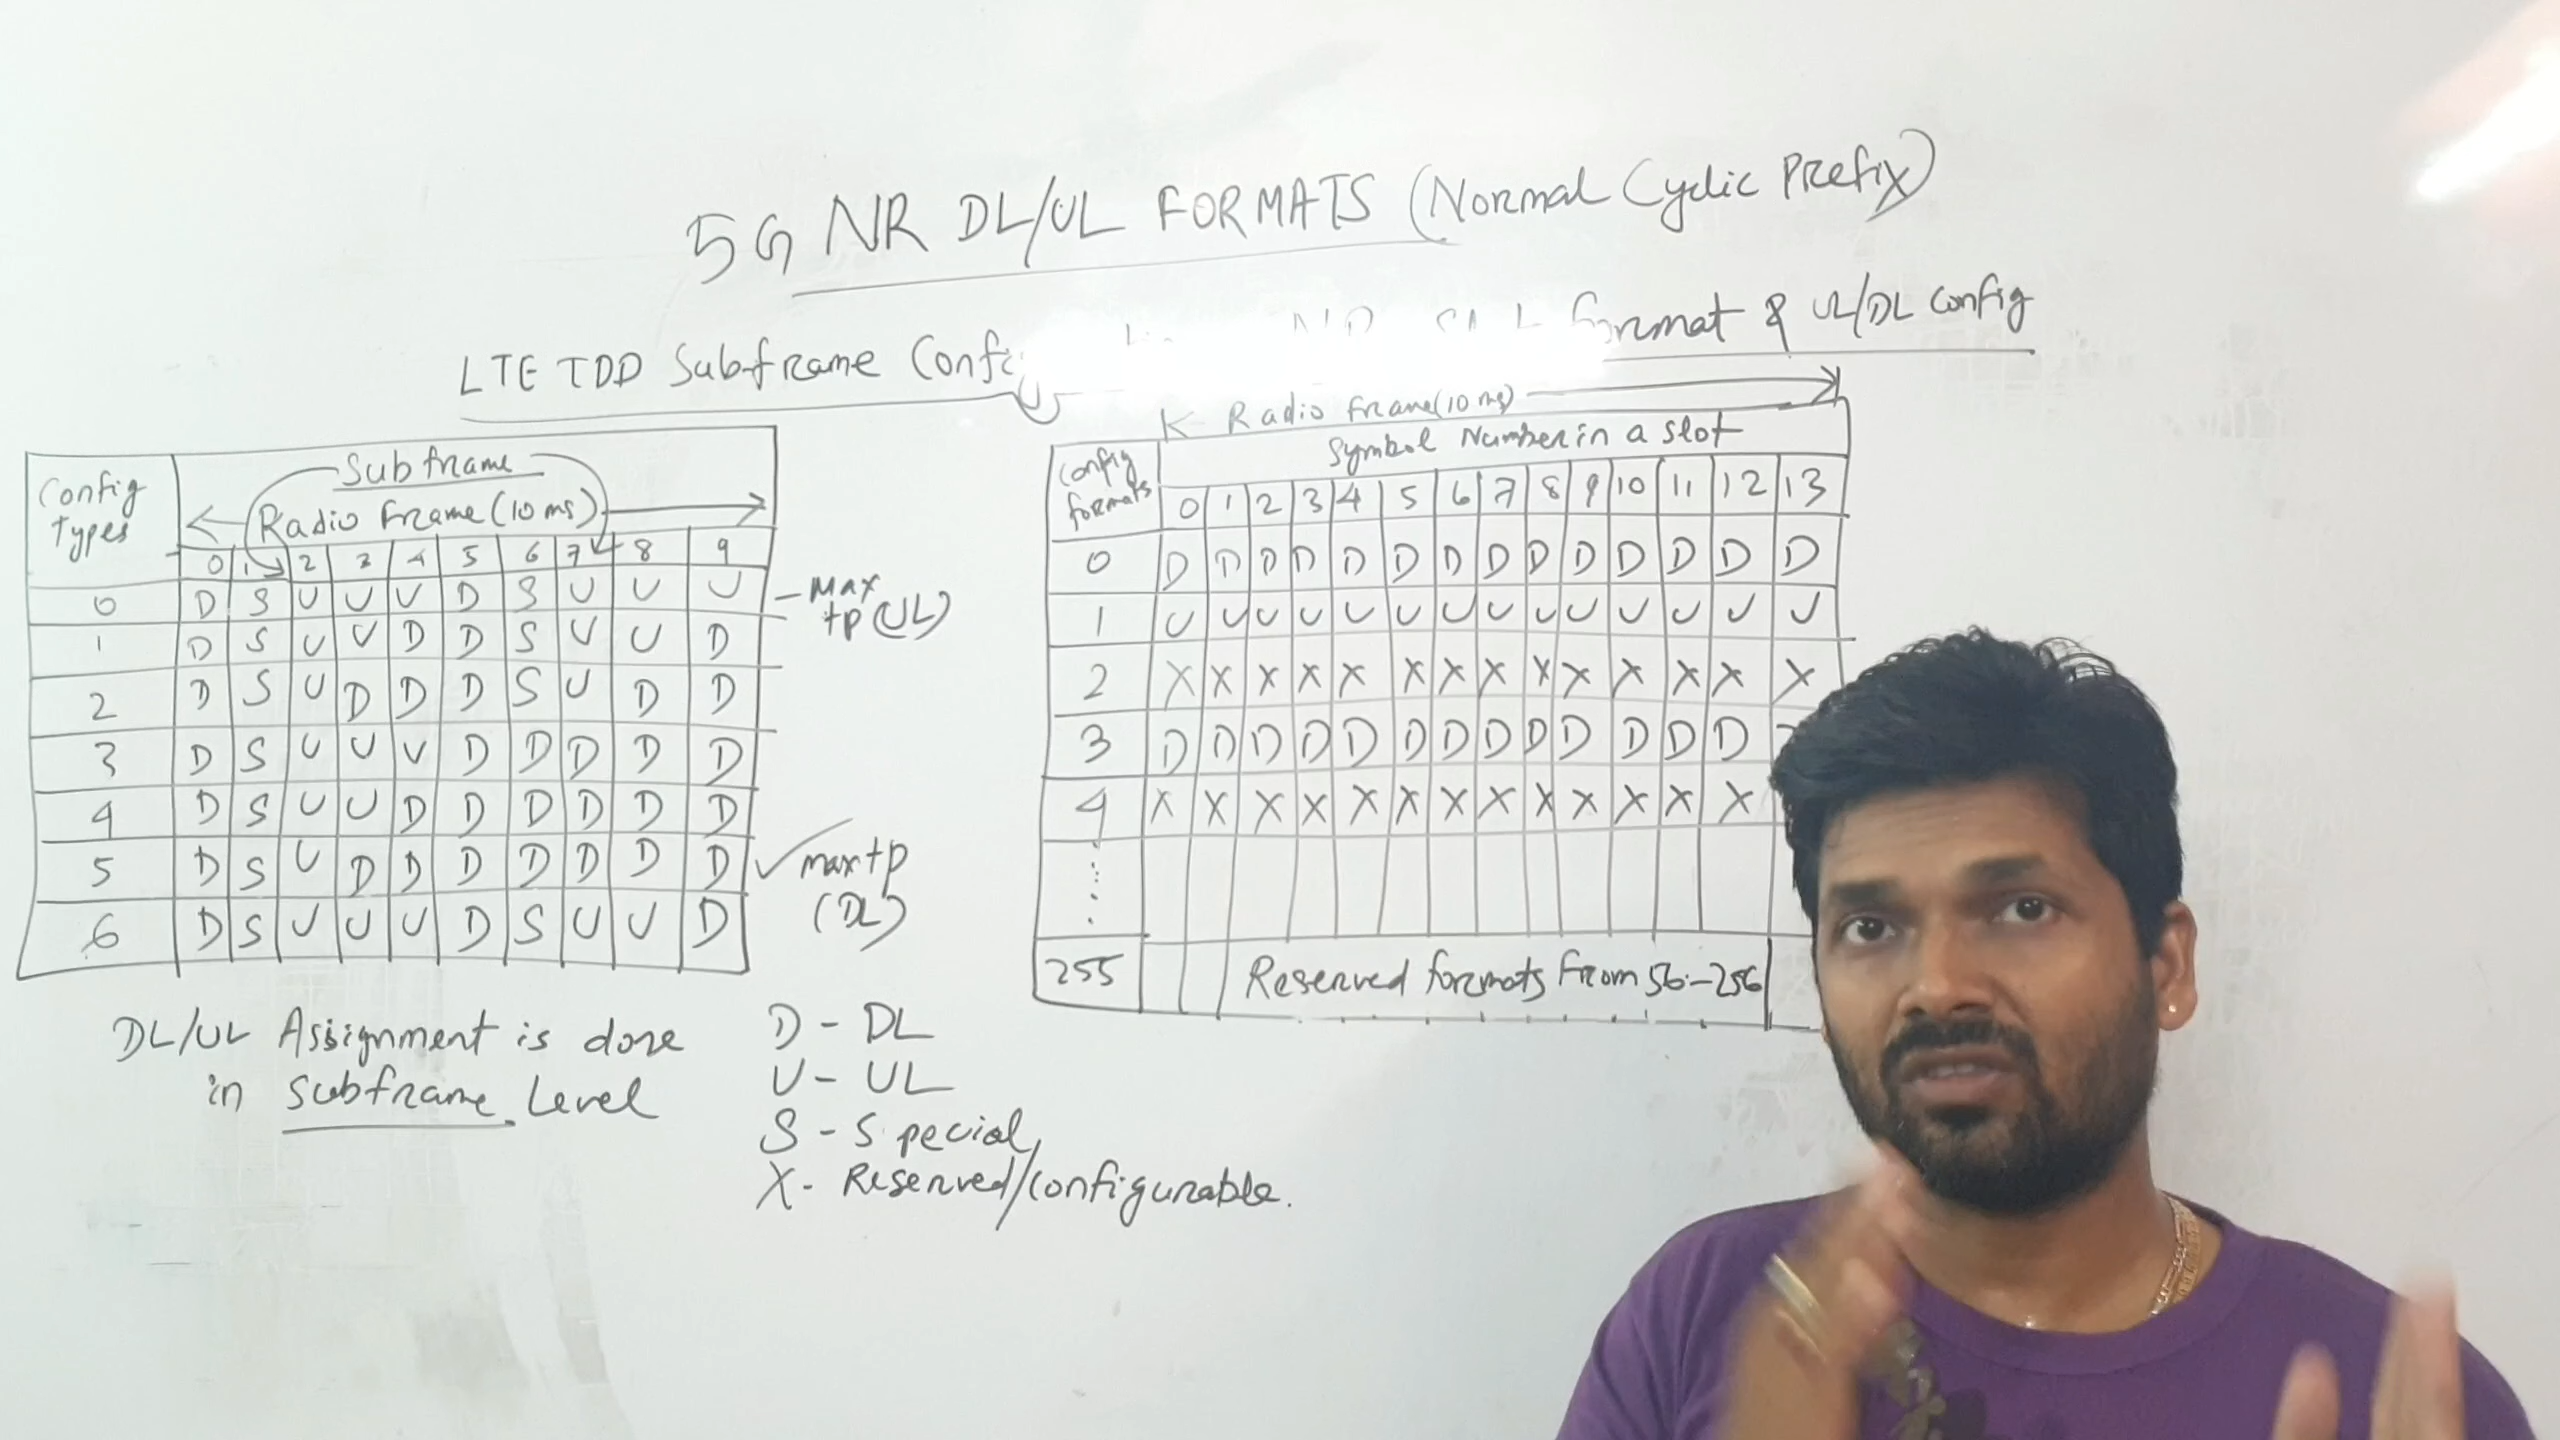 5G NR DL/UL FORMATS (Normal Cyclic Prefix)
LTE TDD Subframe
format & UL/DL Config
Config Types
Subframe
Radio Frame (10 ms)
0 1 2 3 4 5 6 7 8 9
0 D S U U U D S U U U
1 D S U U D D S U U D
2 D S U D D D S U D D
3 D S U U U D D D D D
4 D S U U D D D D D D
5 D S U D D D D D D D
6 D S U U U D S U U D
- Max
tp (UL)
max tp
(DL)
DL/UL Assignment is done
in Subframe Level
D - DL
U - UL
S - Special
X - Reserved/configurable.
Radio frame (10 ms)
Config formats
Symbol Number in a slot
0 1 2 3 4 5 6 7 8 9 10 11 12 13
0 D D D D D D D D D D D D D D
1 U U U U U U U U U U U U U U
2 X X X X X X X X X X X X X X
3 D D D D D D D D D D D D D
4 X X X X X X X X X X X X X
255 Reserved formats from 56-256